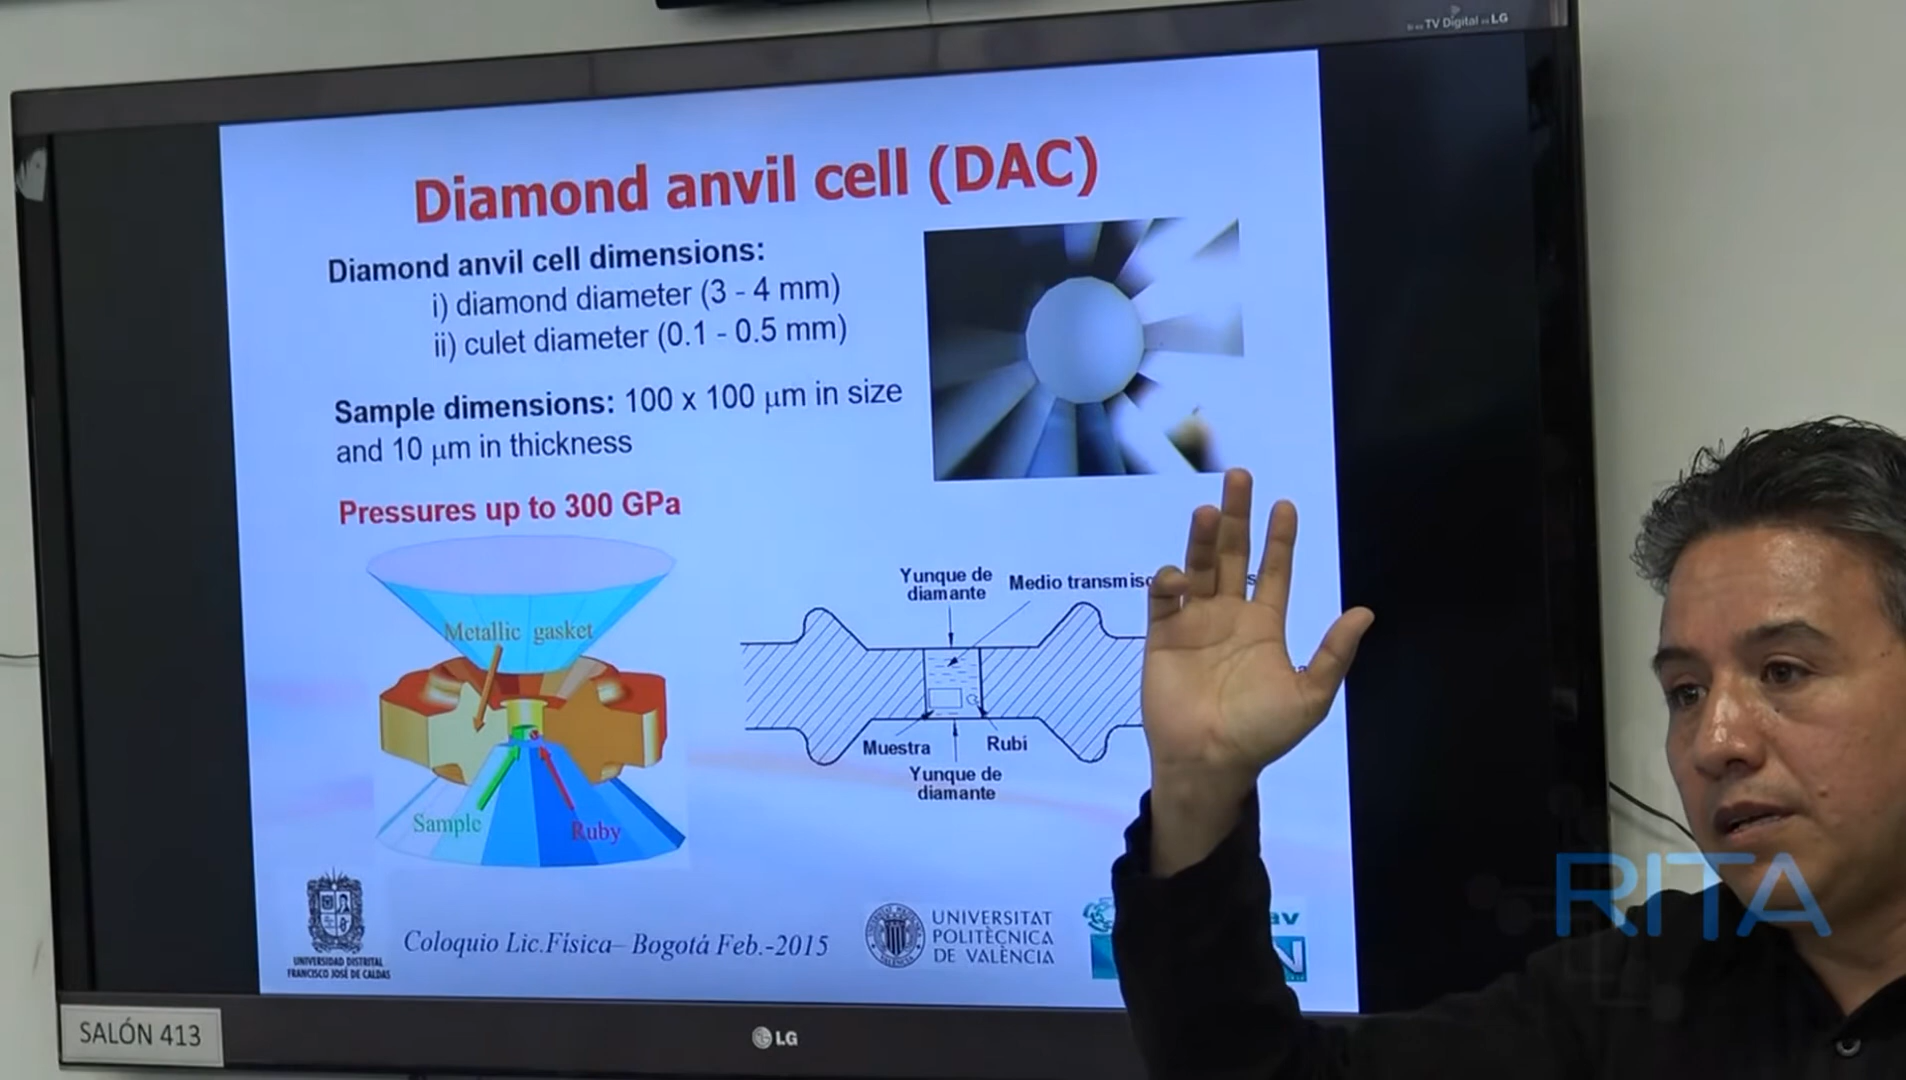 TV Digital
LG
Diamond anvil cell (DAC)
Diamond anvil cell dimensions:
i) diamond diameter (3 - 4 mm)
ii) culet diameter (0.1 - 0.5 mm)
Sample dimensions: 100 x 100 μm in size
and 10 μm in thickness
Pressures up to 300 GPa
Metallic gasket
Sample
Ruby
Yunque de
diamante
Medio
Muestra
Rubí
Yunque de
diamante
UNIVERSIDAD DISTRITAL
FRANCISCO JOSÉ DE CALDAS
Coloquio Lic.Física– Bogotá Feb.-2015
UNIVERSITAT
POLITÈCNICA
DE VALÈNCIA
RITA
SALÓN 413
LG